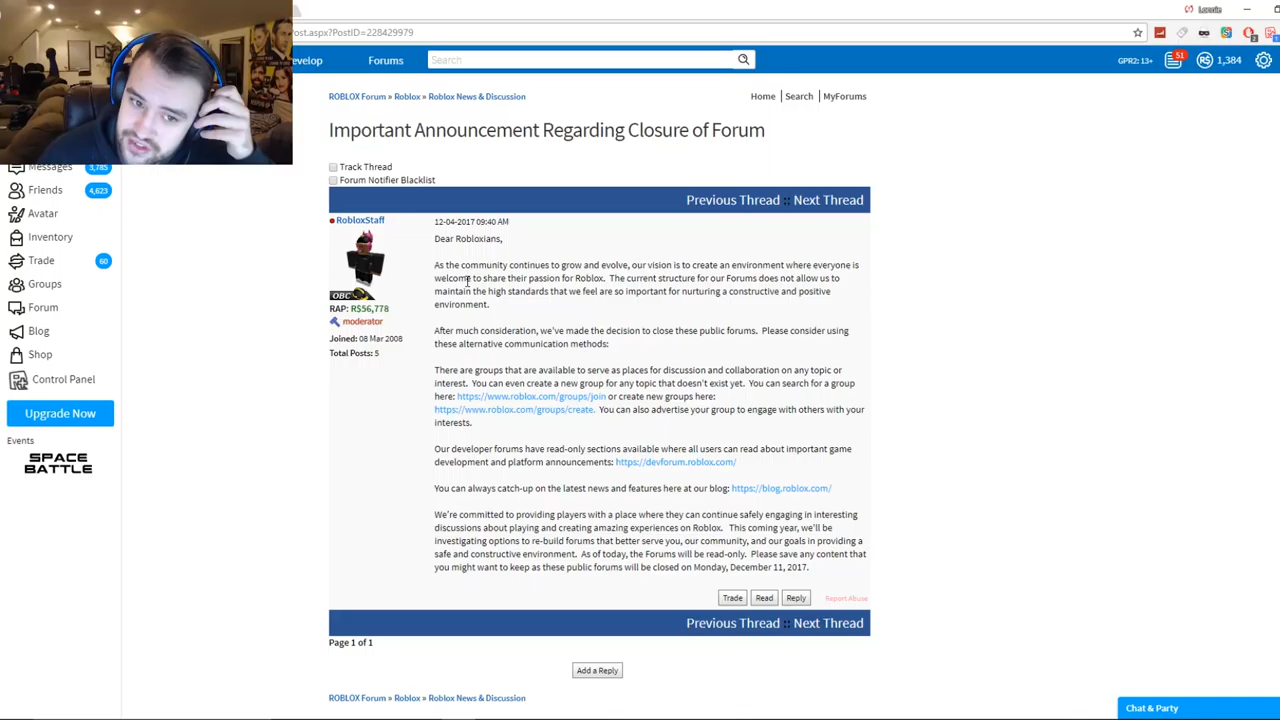 Lonnie
ost.aspx?PostID=228429979
evelop
Forums
Search
GPR2: 13+
51
R$
1,384
ROBLOX Forum » Roblox » Roblox News & Discussion
Home | Search | MyForums
Important Announcement Regarding Closure of Forum
Track Thread
Forum Notifier Blacklist
Previous Thread :: Next Thread
Messages 3,785
Friends 4,623
Avatar
Inventory
Trade 60
Groups
Forum
Blog
Shop
Control Panel
Upgrade Now
Events
SPACE
BATTLE
RobloxStaff
OBC
RAP: R$56,778
moderator
Joined: 08 Mar 2008
Total Posts: 5
12-04-2017 09:40 AM
Dear Robloxians,
As the community continues to grow and evolve, our vision is to create an environment where everyone is
welcome to share their passion for Roblox. The current structure for our Forums does not allow us to
maintain the high standards that we feel are so important for nurturing a constructive and positive
environment.
After much consideration, we've made the decision to close these public forums. Please consider using
these alternative communication methods:
There are groups that are available to serve as places for discussion and collaboration on any topic or
interest. You can even create a new group for any topic that doesn't exist yet. You can search for a group
here: https://www.roblox.com/groups/join or create new groups here:
https://www.roblox.com/groups/create. You can also advertise your group to engage with others with your
interests.
Our developer forums have read-only sections available where all users can read about important game
development and platform announcements: https://devforum.roblox.com/
You can always catch-up on the latest news and features here at our blog: https://blog.roblox.com/
We're committed to providing players with a place where they can continue safely engaging in interesting
discussions about playing and creating amazing experiences on Roblox. This coming year, we'll be
investigating options to re-build forums that better serve you, our community, and our goals in providing a
safe and constructive environment. As of today, the Forums will be read-only. Please save any content that
you might want to keep as these public forums will be closed on Monday, December 11, 2017.
Trade Read Reply Report Abuse
Previous Thread :: Next Thread
Page 1 of 1
Add a Reply
ROBLOX Forum » Roblox » Roblox News & Discussion
Chat & Party